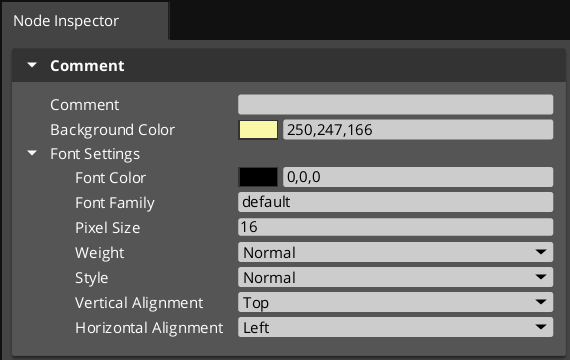 Node Inspector
Comment
Comment
Background Color 250,247,166
Font Settings
Font Color 0,0,0
Font Family default
Pixel Size 16
Weight Normal
Style Normal
Vertical Alignment Top
Horizontal Alignment Left